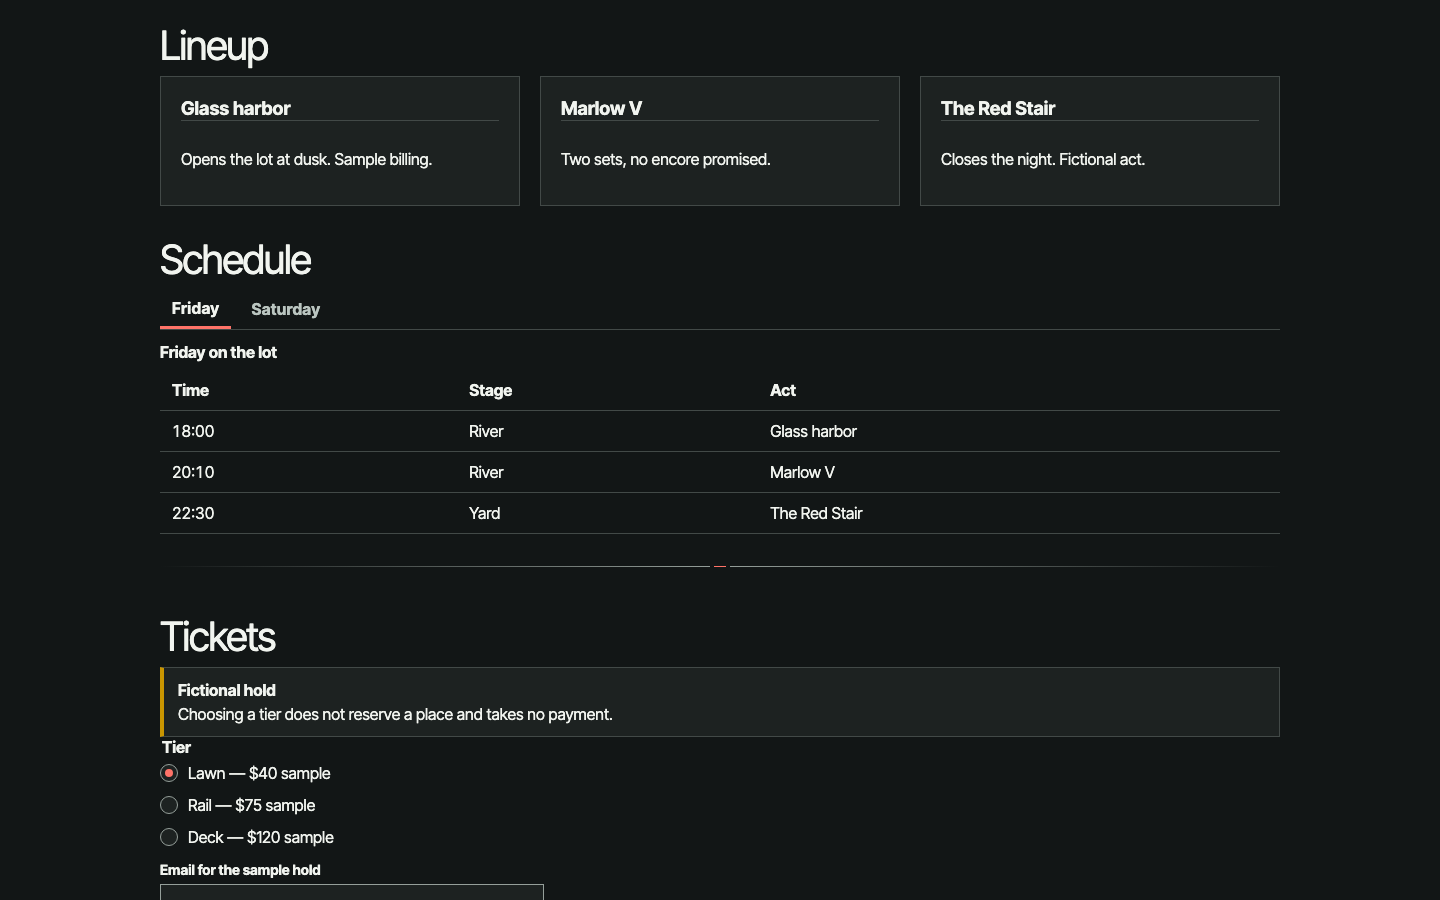 Lineup
Glass harbor
Opens the lot at dusk. Sample billing.
Marlow V
Two sets, no encore promised.
The Red Stair
Closes the night. Fictional act.
Schedule
Friday Saturday
Friday on the lot
Time Stage Act
18:00 River Glass harbor
20:10 River Marlow V
22:30 Yard The Red Stair
Tickets
Fictional hold
Choosing a tier does not reserve a place and takes no payment.
Tier
Lawn — $40 sample
Rail — $75 sample
Deck — $120 sample
Email for the sample hold